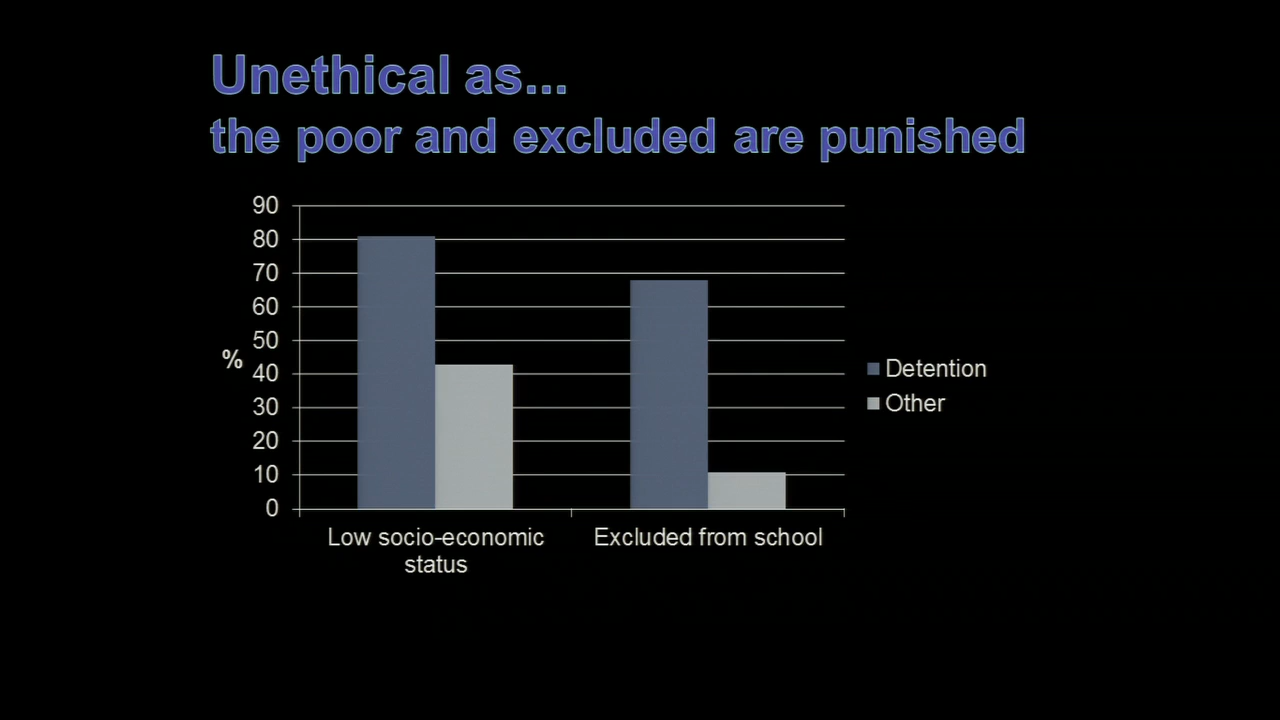 Unethical as...
the poor and excluded are punished
90
80
70
60
50
40
30
20
10
0
%
Detention
Other
Low socio-economic
status
Excluded from school